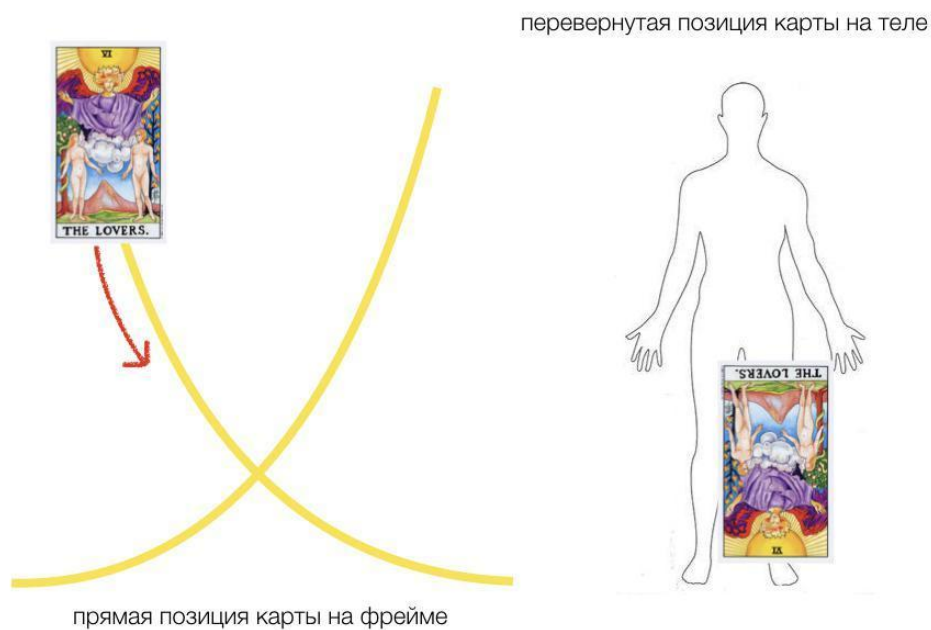 перевернутая позиция карты на теле
VI
THE LOVERS.
THE LOVERS.
VI
прямая позиция карты на фрейме